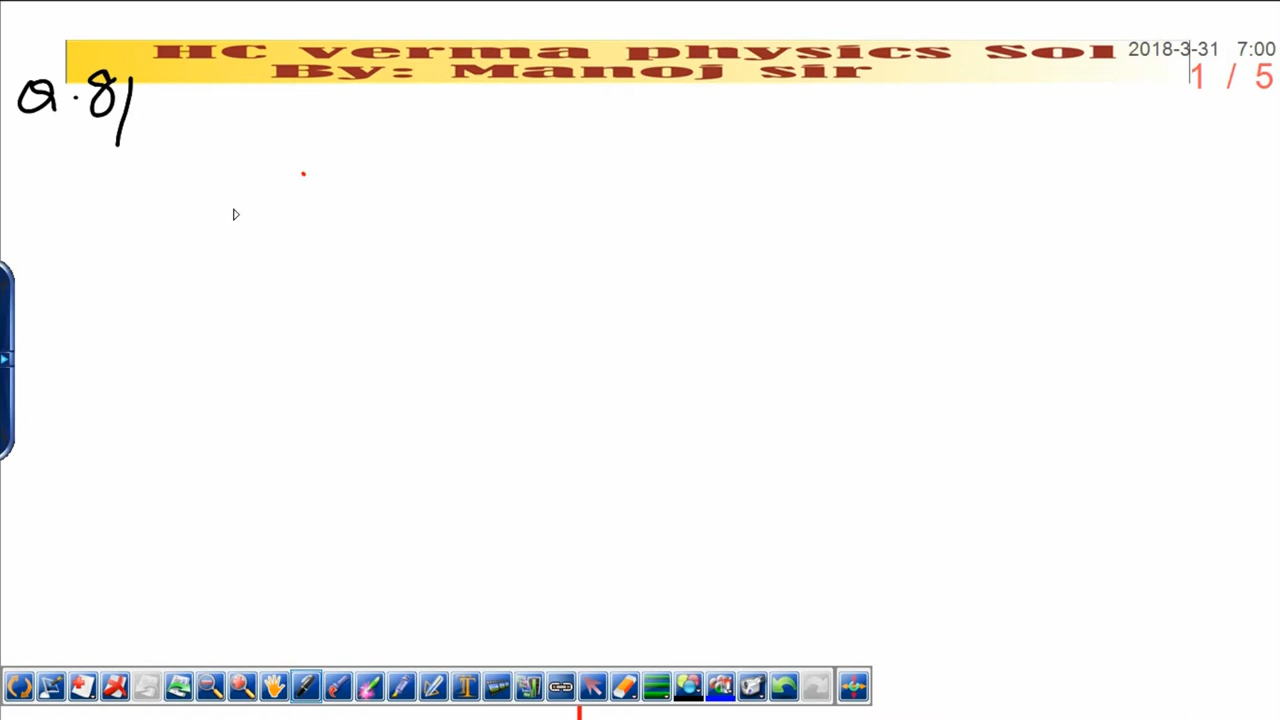 HC verma physics Sol
By: Manoj sir
2018-3-31 7:00
1 / 5
Q.8/